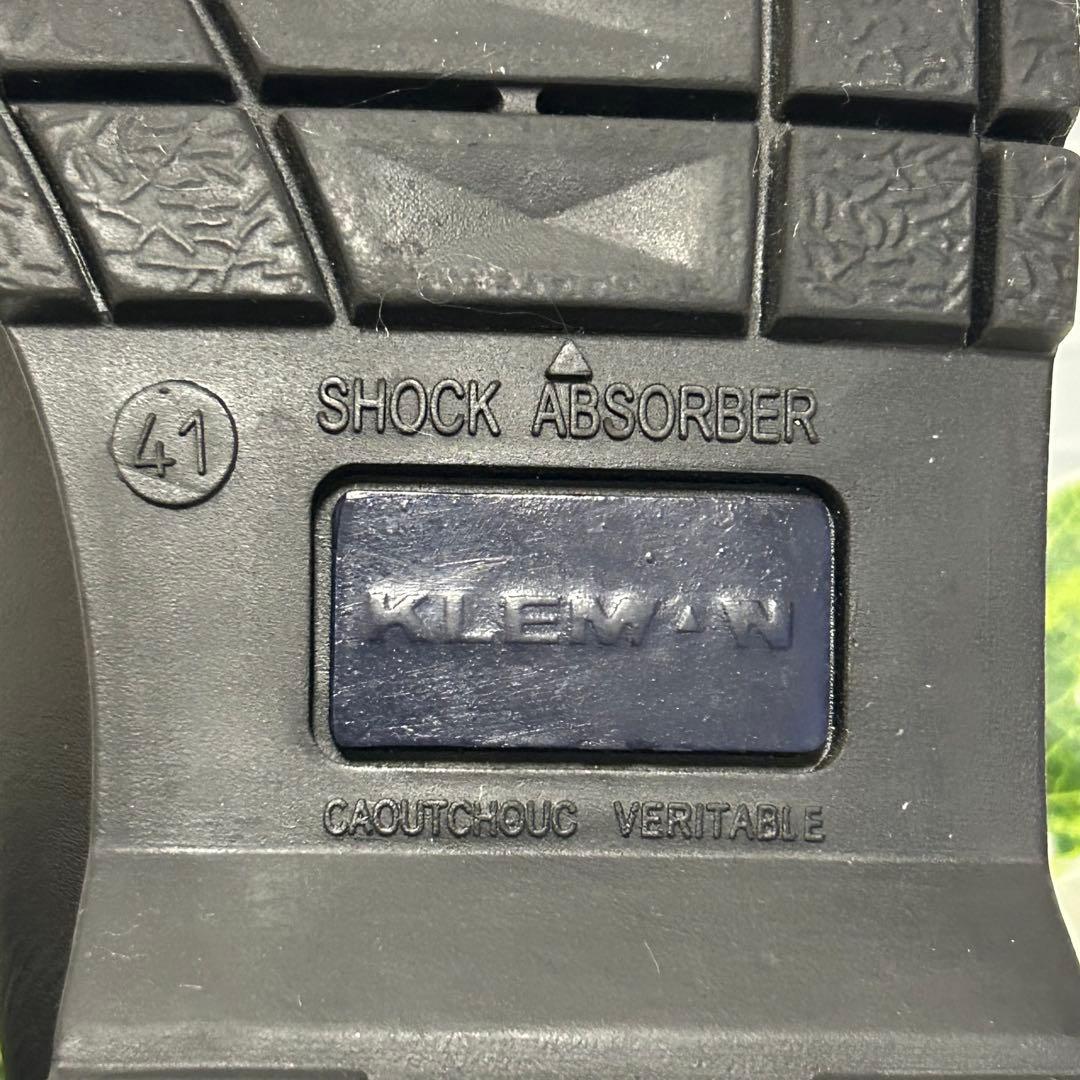 SHOCK ABSORBER
41
KLEMAN
CAOUTCHOUC VERITABLE